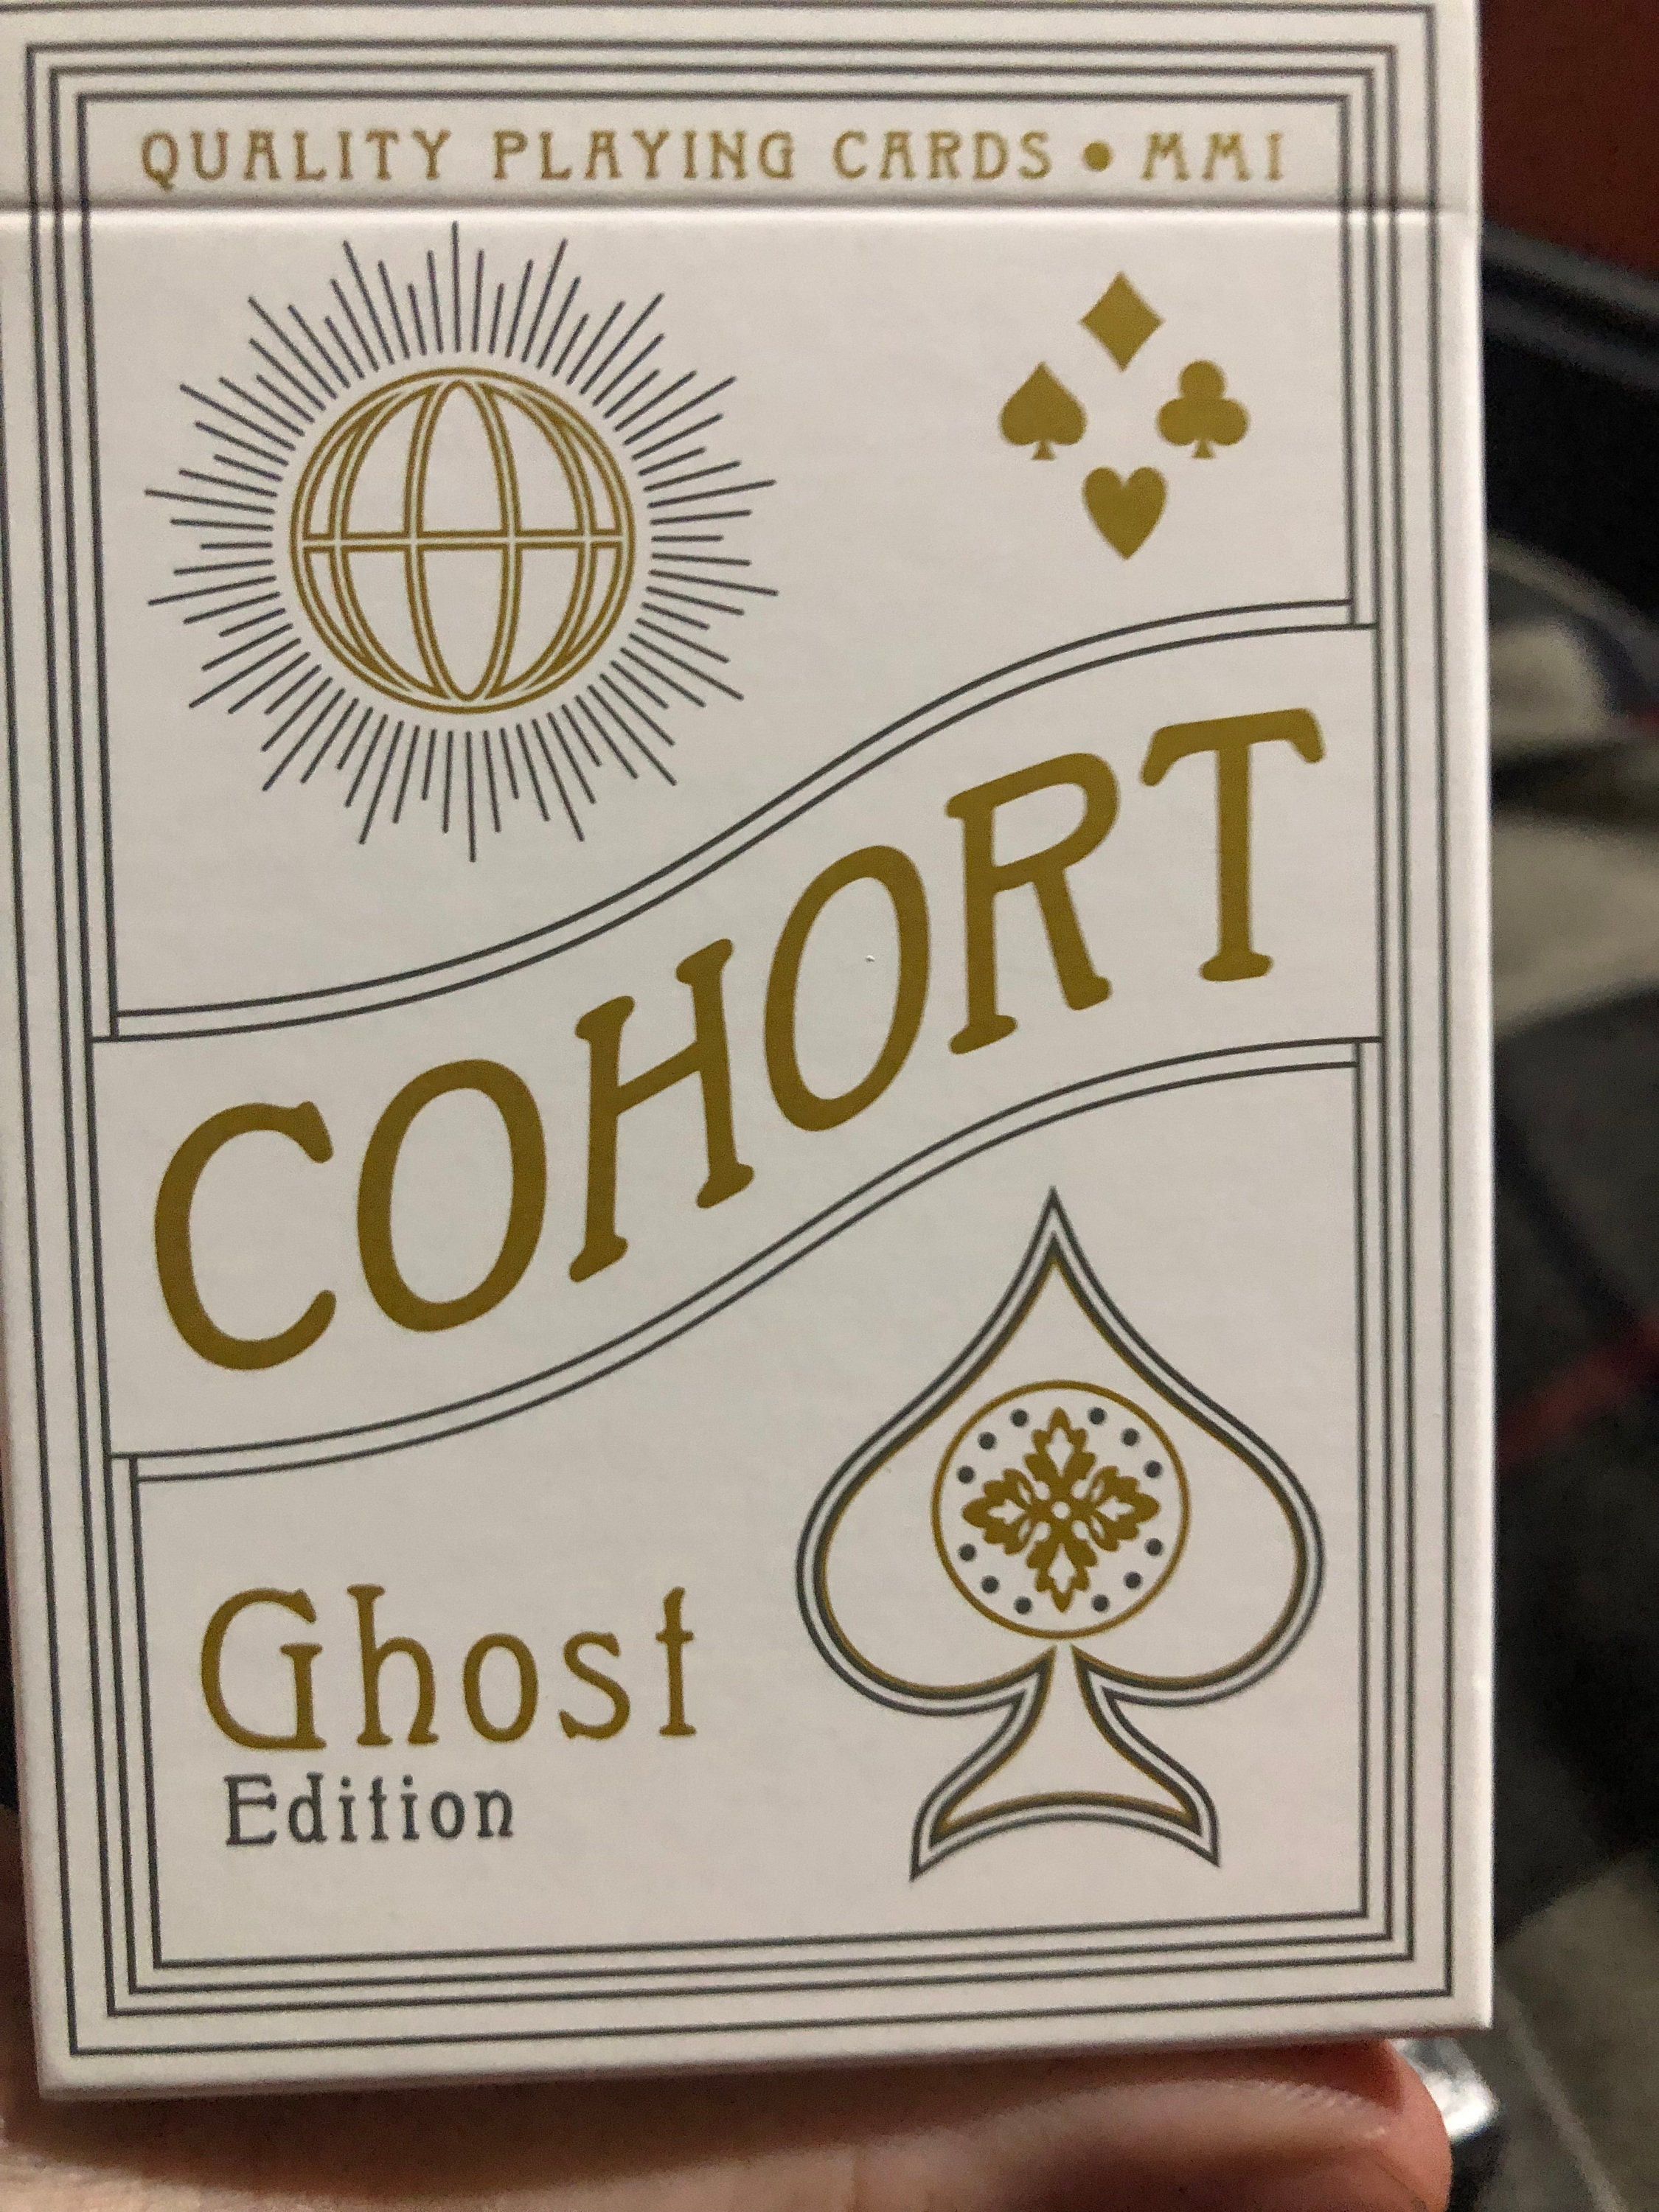 QUALITY PLAYING CARDS • MMI
COHORT
Ghost
Edition